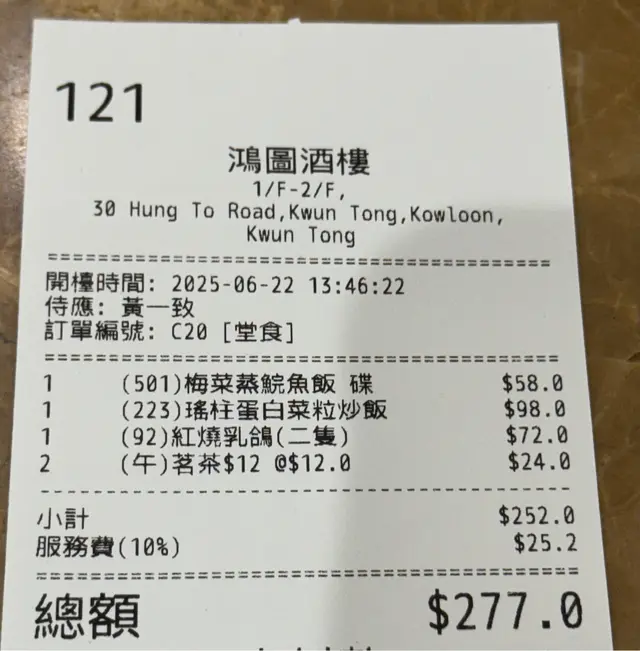 121
鴻圖酒樓
1/F-2/F,
30 Hung To Road,Kwun Tong,Kowloon,
Kwun Tong
開檯時間: 2025-06-22 13:46:22
侍應: 黃一致
訂單編號: C20 [堂食]
1 (501)梅菜蒸鯇魚飯 碟 $58.0
1 (223)瑤柱蛋白菜粒炒飯 $98.0
1 (92)紅燒乳鴿(二隻) $72.0
2 (午)茗茶$12 @$12.0 $24.0
小計 $252.0
服務費(10%) $25.2
總額 $277.0